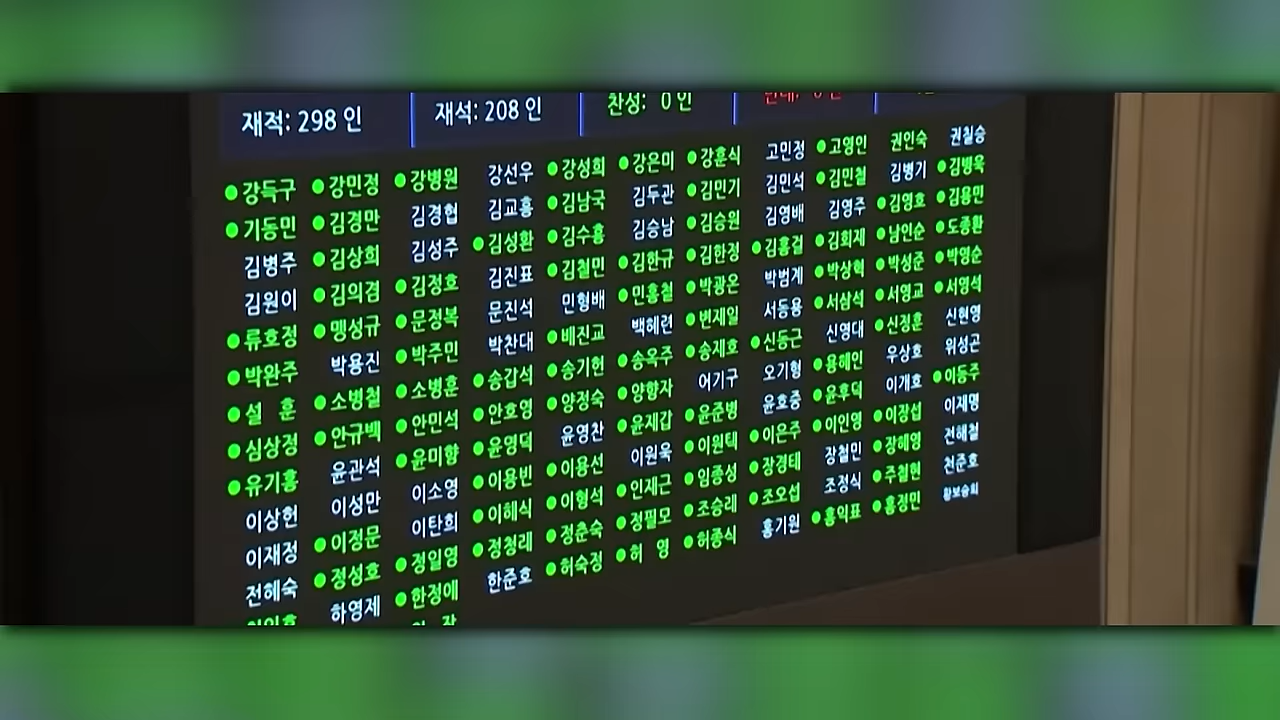 재적: 298 인 재석: 208 인 찬성: 0 인
강득구 강민정 강병원 강선우 강성희 강은미 강훈식 고민정 고영인 권인숙 권칠승
기동민 김경만 김경협 김교흥 김남국 김두관 김민기 김민석 김민철 김병기 김병욱
김병주 김상희 김성주 김성환 김수흥 김승남 김승원 김영배 김영주 김영호 김용민
김원이 김의겸 김정호 김진표 김철민 김한규 김한정 김홍걸 김회재 남인순 도종환
류호정 맹성규 문정복 문진석 민형배 민홍철 박광온 박범계 박상혁 박성준 박영순
박완주 박용진 박주민 박찬대 배진교 백혜련 변재일 서동용 서삼석 서영교 서영석
설 훈 소병철 소병훈 송갑석 송기헌 송옥주 송재호 신동근 신영대 신정훈 신현영
심상정 안규백 안민석 안호영 양정숙 양향자 어기구 오기형 용혜인 우상호 위성곤
유기홍 윤관석 윤미향 윤영덕 윤영찬 윤재갑 윤준병 윤호중 윤후덕 이개호 이동주
이상헌 이성만 이소영 이용빈 이용선 이원욱 이원택 이은주 이인영 이장섭 이재명
이재정 이정문 이탄희 이해식 이형석 인재근 임종성 장경태 장철민 장혜영 전해철
전혜숙 정성호 정일영 정청래 정춘숙 정필모 조승래 조오섭 조정식 주철현 천준호
하영제 한정애 한준호 허숙정 허 영 허종식 홍기원 홍익표 홍정민 황보승희